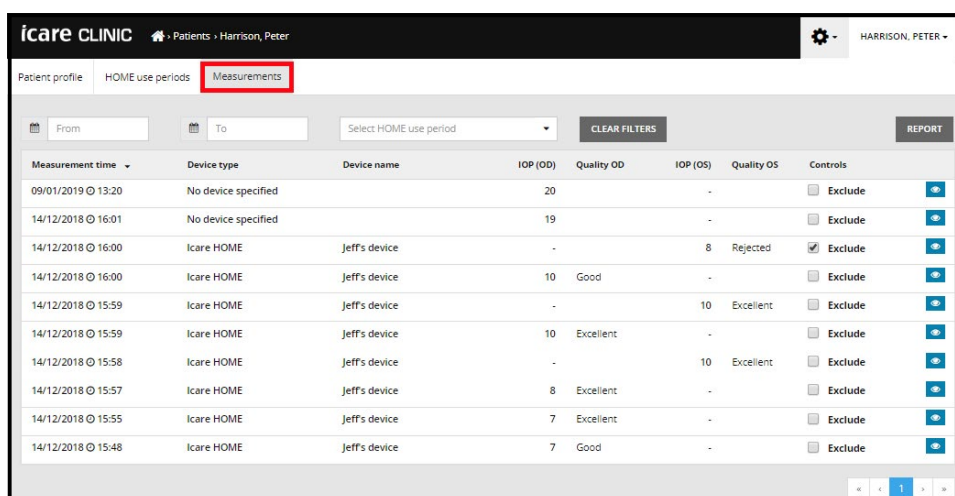 icare CLINIC › Patients › Harrison, Peter HARRISON, PETER
Patient profile HOME use periods Measurements
From To Select HOME use period CLEAR FILTERS REPORT
Measurement time Device type Device name IOP (OD) Quality OD IOP (OS) Quality OS Controls
09/01/2019 13:20 No device specified 20 - Exclude
14/12/2018 16:01 No device specified 19 - Exclude
14/12/2018 16:00 Icare HOME Jeff's device - 8 Rejected Exclude
14/12/2018 16:00 Icare HOME Jeff's device 10 Good - Exclude
14/12/2018 15:59 Icare HOME Jeff's device - 10 Excellent Exclude
14/12/2018 15:59 Icare HOME Jeff's device 10 Excellent - Exclude
14/12/2018 15:58 Icare HOME Jeff's device - 10 Excellent Exclude
14/12/2018 15:57 Icare HOME Jeff's device 8 Excellent - Exclude
14/12/2018 15:55 Icare HOME Jeff's device 7 Excellent - Exclude
14/12/2018 15:48 Icare HOME Jeff's device 7 Good - Exclude
« ‹ 1 › »